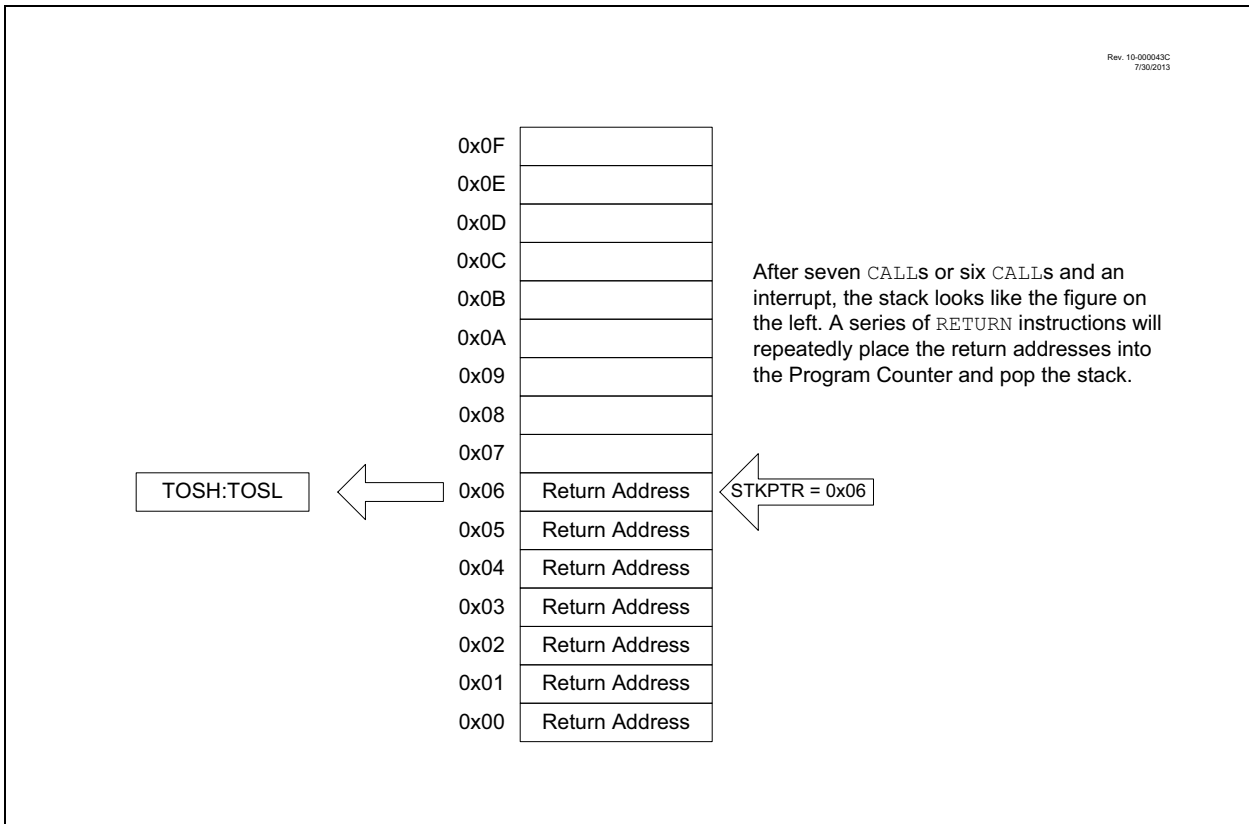 Rev. 10-000043C
7/30/2013
0x0F
0x0E
0x0D
0x0C
0x0B
0x0A
0x09
0x08
0x07
After seven CALLs or six CALLs and an
interrupt, the stack looks like the figure on
the left. A series of RETURN instructions will
repeatedly place the return addresses into
the Program Counter and pop the stack.
TOSH:TOSL 0x06 Return Address STKPTR = 0x06
0x05 Return Address
0x04 Return Address
0x03 Return Address
0x02 Return Address
0x01 Return Address
0x00 Return Address